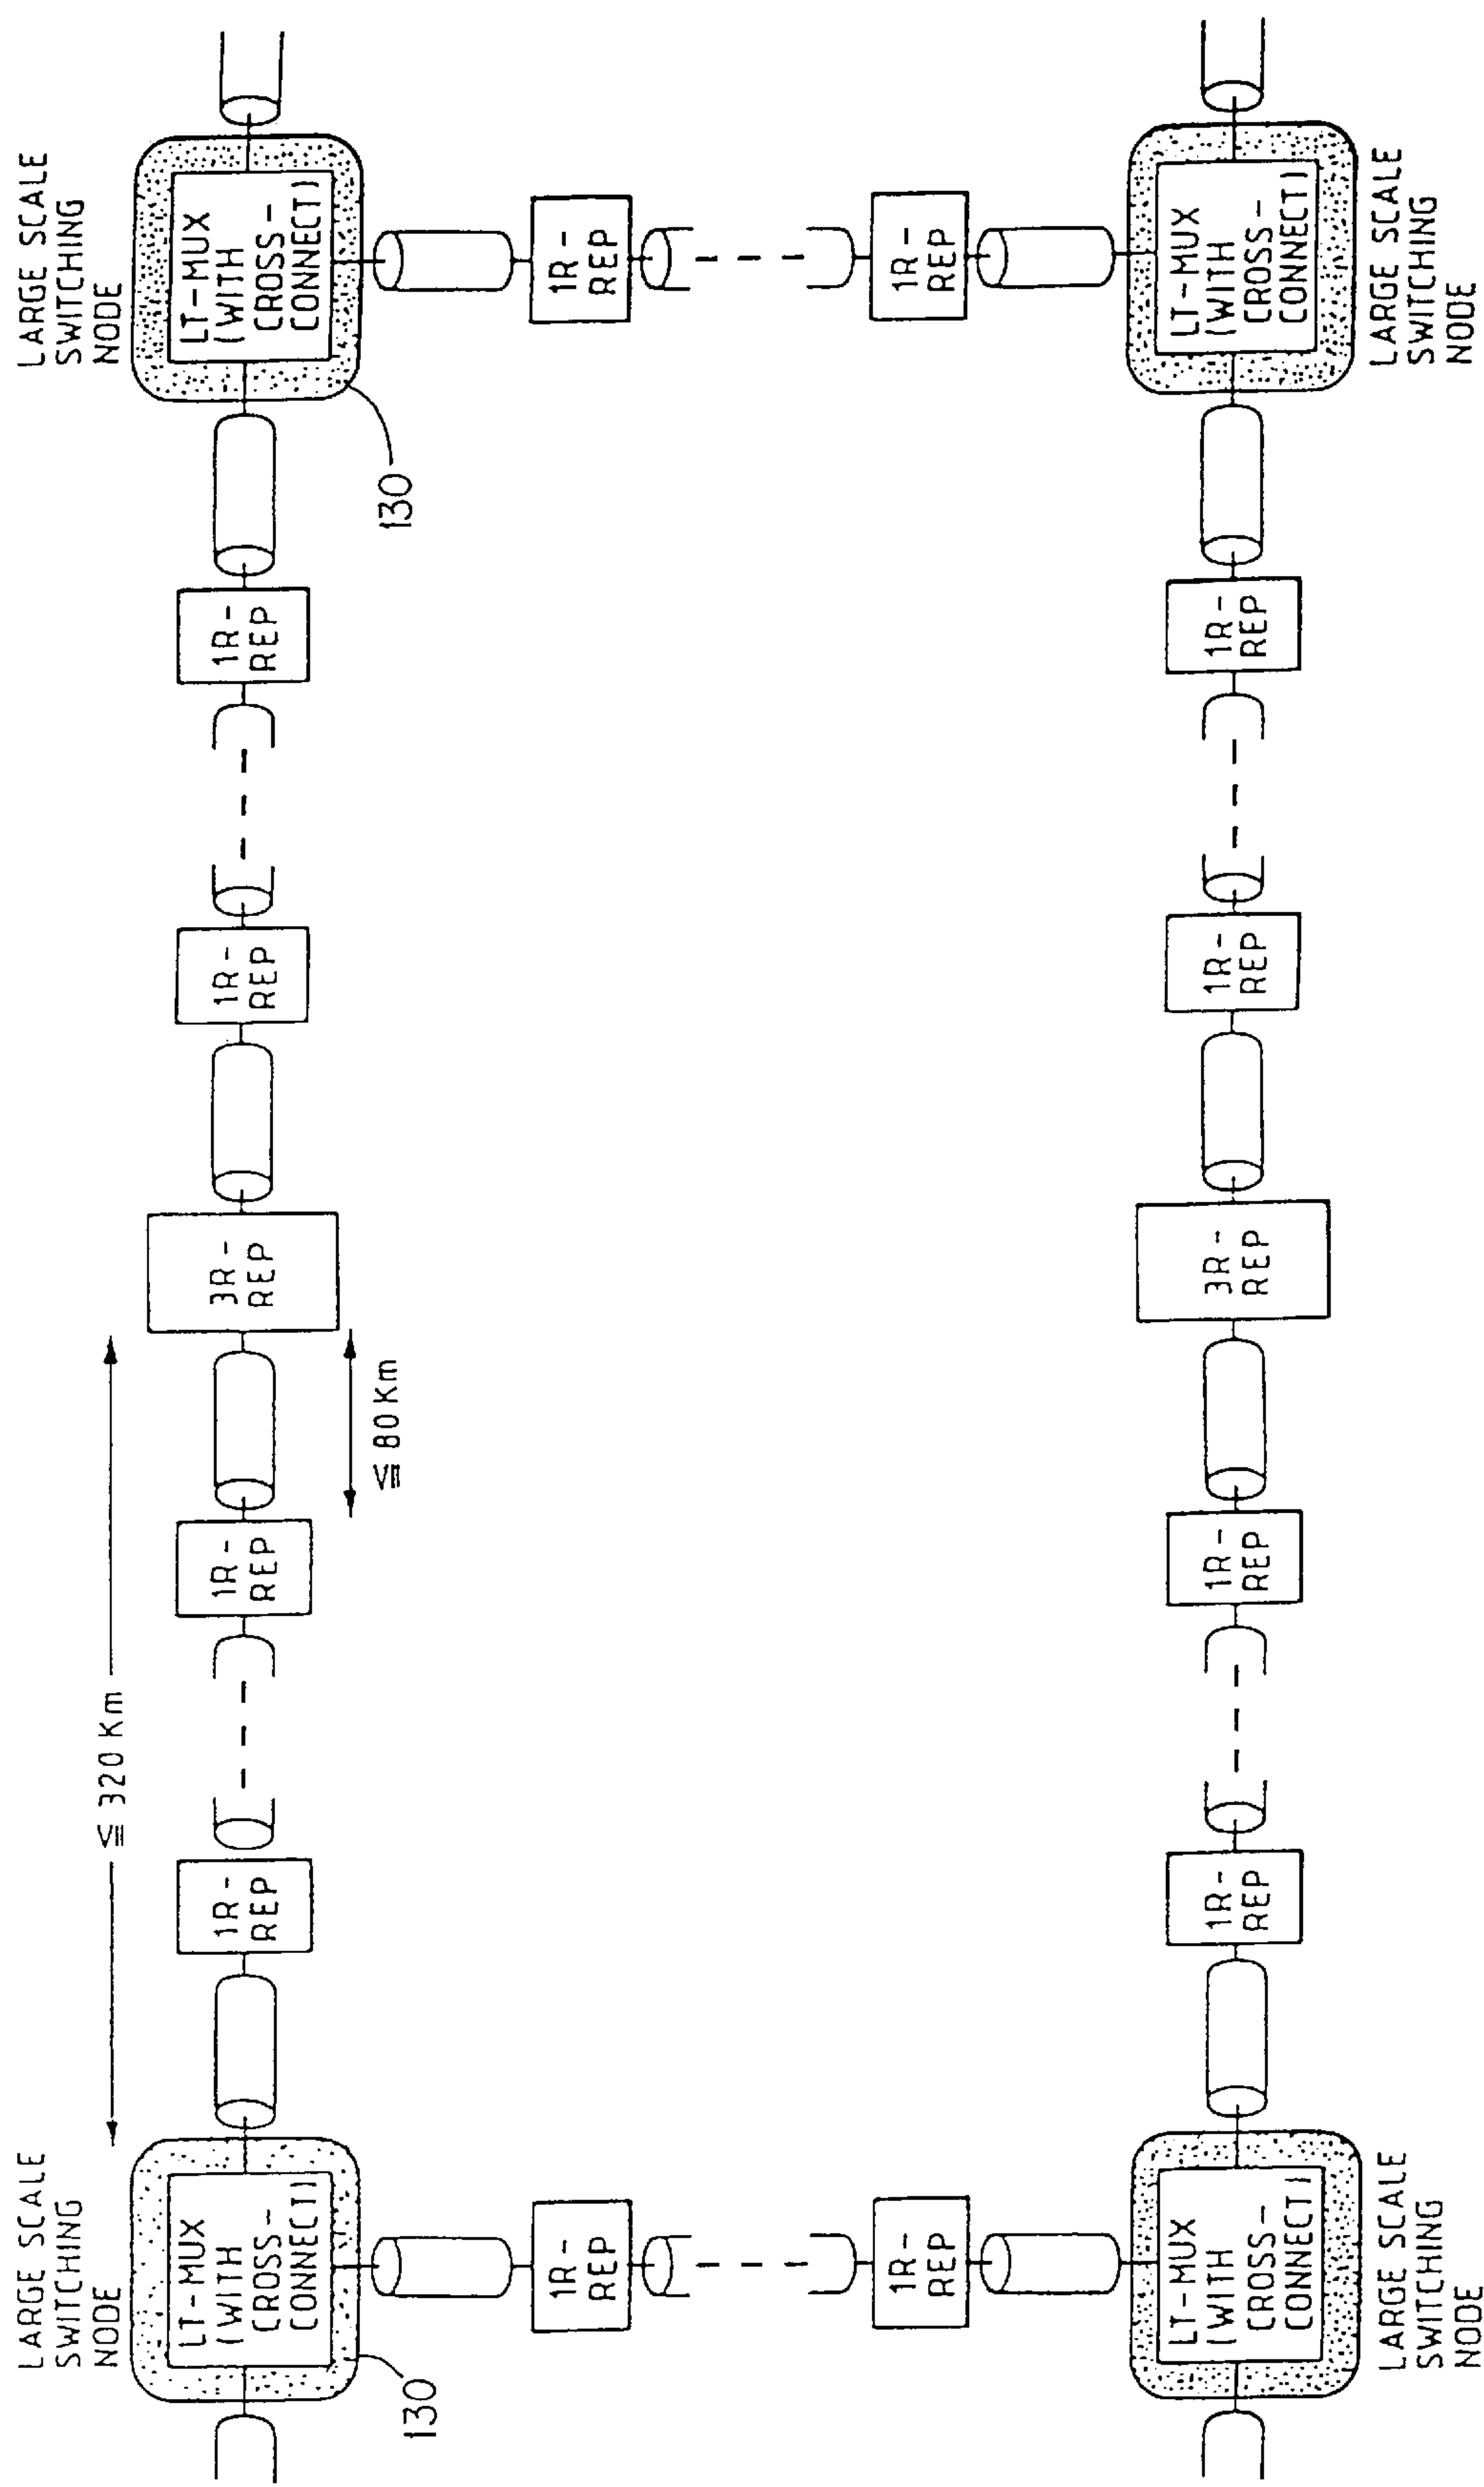 LARGE SCALE
SWITCHING
NODE
≦ 320 Km
LARGE SCALE
SWITCHING
NODE
LT-MUX
(WITH
CROSS-
CONNECT)
1R-
REP
1R-
REP
3R-
REP
1R-
REP
1R-
REP
LT-MUX
(WITH
CROSS-
CONNECT)
130
≦ 80 Km
130
1R-
REP
1R-
REP
1R-
REP
1R-
REP
LT-MUX
(WITH
CROSS-
CONNECT)
1R-
REP
1R-
REP
3R-
REP
1R-
REP
1R-
REP
LT-MUX
(WITH
CROSS-
CONNECT)
LARGE SCALE
SWITCHING
NODE
LARGE SCALE
SWITCHING
NODE